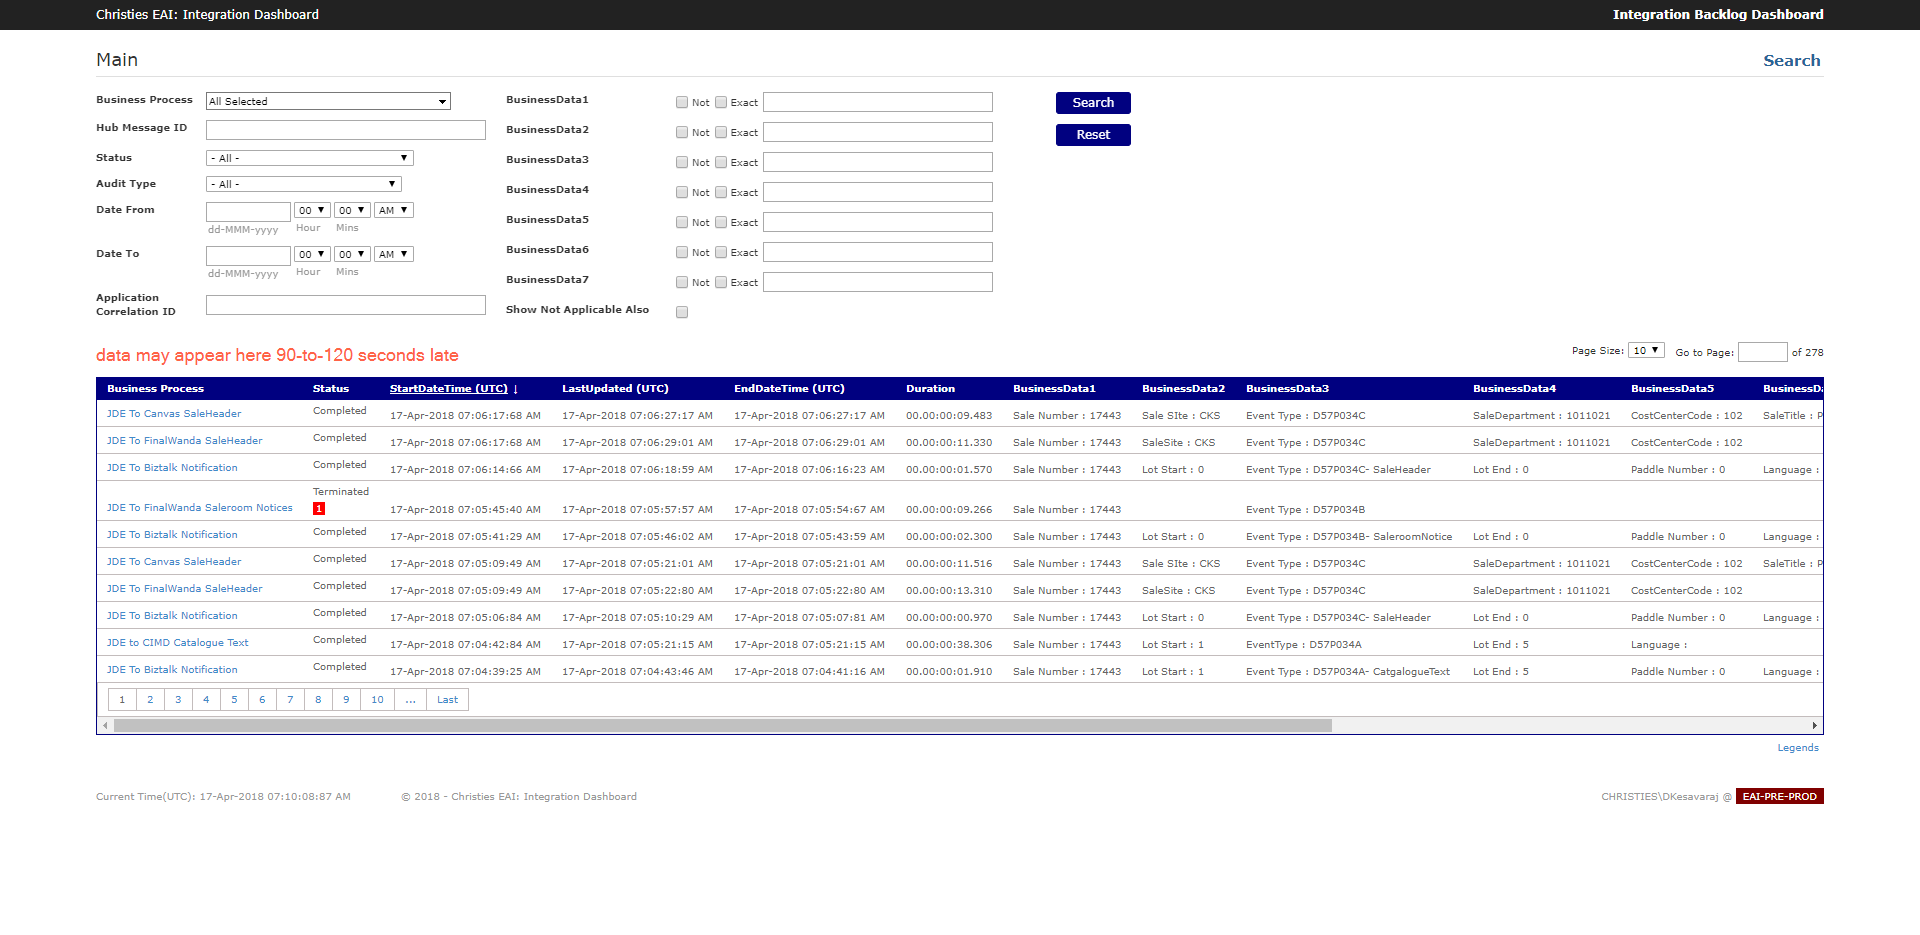 Christies EAI: Integration Dashboard Integration Backlog Dashboard
Main Search
Business Process All Selected
Hub Message ID
Status - All -
Audit Type - All -
Date From 00 00 AM
dd-MMM-yyyy Hour Mins
Date To 00 00 AM
dd-MMM-yyyy Hour Mins
Application
Correlation ID
BusinessData1 Not Exact
BusinessData2 Not Exact
BusinessData3 Not Exact
BusinessData4 Not Exact
BusinessData5 Not Exact
BusinessData6 Not Exact
BusinessData7 Not Exact
Show Not Applicable Also
Search
Reset
data may appear here 90-to-120 seconds late
Page Size: 10 Go to Page: of 278
Business Process Status StartDateTime (UTC) ↓ LastUpdated (UTC) EndDateTime (UTC) Duration BusinessData1 BusinessData2 BusinessData3 BusinessData4 BusinessData5 BusinessDa
JDE To Canvas SaleHeader Completed 17-Apr-2018 07:06:17:68 AM 17-Apr-2018 07:06:27:17 AM 17-Apr-2018 07:06:27:17 AM 00.00:00:09.483 Sale Number : 17443 Sale SIte : CKS Event Type : D57P034C SaleDepartment : 1011021 CostCenterCode : 102 SaleTitle : P
JDE To FinalWanda SaleHeader Completed 17-Apr-2018 07:06:17:68 AM 17-Apr-2018 07:06:29:01 AM 17-Apr-2018 07:06:29:01 AM 00.00:00:11.330 Sale Number : 17443 SaleSite : CKS Event Type : D57P034C SaleDepartment : 1011021 CostCenterCode : 102
JDE To Biztalk Notification Completed 17-Apr-2018 07:06:14:66 AM 17-Apr-2018 07:06:18:59 AM 17-Apr-2018 07:06:16:23 AM 00.00:00:01.570 Sale Number : 17443 Lot Start : 0 Event Type : D57P034C- SaleHeader Lot End : 0 Paddle Number : 0 Language :
JDE To FinalWanda Saleroom Notices Terminated 1 17-Apr-2018 07:05:45:40 AM 17-Apr-2018 07:05:57:57 AM 17-Apr-2018 07:05:54:67 AM 00.00:00:09.266 Sale Number : 17443 Event Type : D57P034B
JDE To Biztalk Notification Completed 17-Apr-2018 07:05:41:29 AM 17-Apr-2018 07:05:46:02 AM 17-Apr-2018 07:05:43:59 AM 00.00:00:02.300 Sale Number : 17443 Lot Start : 0 Event Type : D57P034B- SaleroomNotice Lot End : 0 Paddle Number : 0 Language :
JDE To Canvas SaleHeader Completed 17-Apr-2018 07:05:09:49 AM 17-Apr-2018 07:05:21:01 AM 17-Apr-2018 07:05:21:01 AM 00.00:00:11.516 Sale Number : 17443 Sale SIte : CKS Event Type : D57P034C SaleDepartment : 1011021 CostCenterCode : 102 SaleTitle : P
JDE To FinalWanda SaleHeader Completed 17-Apr-2018 07:05:09:49 AM 17-Apr-2018 07:05:22:80 AM 17-Apr-2018 07:05:22:80 AM 00.00:00:13.310 Sale Number : 17443 SaleSite : CKS Event Type : D57P034C SaleDepartment : 1011021 CostCenterCode : 102
JDE To Biztalk Notification Completed 17-Apr-2018 07:05:06:84 AM 17-Apr-2018 07:05:10:29 AM 17-Apr-2018 07:05:07:81 AM 00.00:00:00.970 Sale Number : 17443 Lot Start : 0 Event Type : D57P034C- SaleHeader Lot End : 0 Paddle Number : 0 Language :
JDE to CIMD Catalogue Text Completed 17-Apr-2018 07:04:42:84 AM 17-Apr-2018 07:05:21:15 AM 17-Apr-2018 07:05:21:15 AM 00.00:00:38.306 Sale Number : 17443 Lot Start : 1 EventType : D57P034A Lot End : 5 Language :
JDE To Biztalk Notification Completed 17-Apr-2018 07:04:39:25 AM 17-Apr-2018 07:04:43:46 AM 17-Apr-2018 07:04:41:16 AM 00.00:00:01.910 Sale Number : 17443 Lot Start : 1 Event Type : D57P034A- CatgalogueText Lot End : 5 Paddle Number : 0 Language :
1 2 3 4 5 6 7 8 9 10 ... Last
Legends
Current Time(UTC): 17-Apr-2018 07:10:08:87 AM © 2018 - Christies EAI: Integration Dashboard CHRISTIES\DKesavaraj @ EAI-PRE-PROD